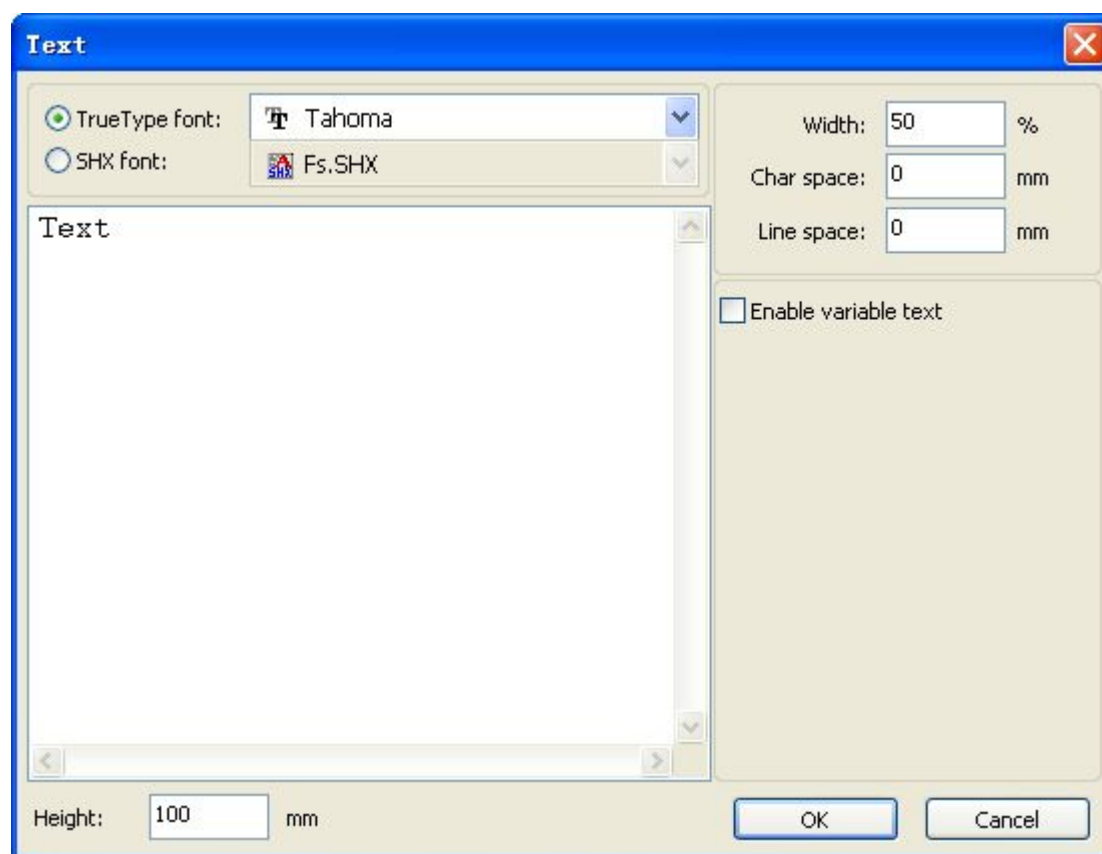 Text
TrueType font: Tahoma
SHX font: Fs.SHX
Width: 50 %
Char space: 0 mm
Line space: 0 mm
Text
Enable variable text
Height: 100 mm
OK Cancel